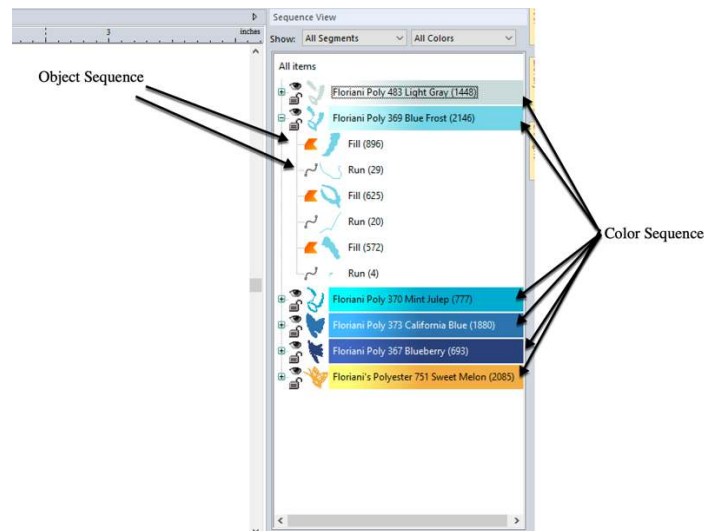 Sequence View
3
inches
Show: All Segments All Colors
All items
Object Sequence
Floriani Poly 483 Light Gray (1448)
Floriani Poly 369 Blue Frost (2146)
Fill (896)
Run (29)
Fill (625)
Run (20)
Color Sequence
Fill (572)
Run (4)
Floriani Poly 370 Mint Julep (777)
Floriani Poly 373 California Blue (1880)
Floriani Poly 367 Blueberry (693)
Floriani's Polyester 751 Sweet Melon (2085)